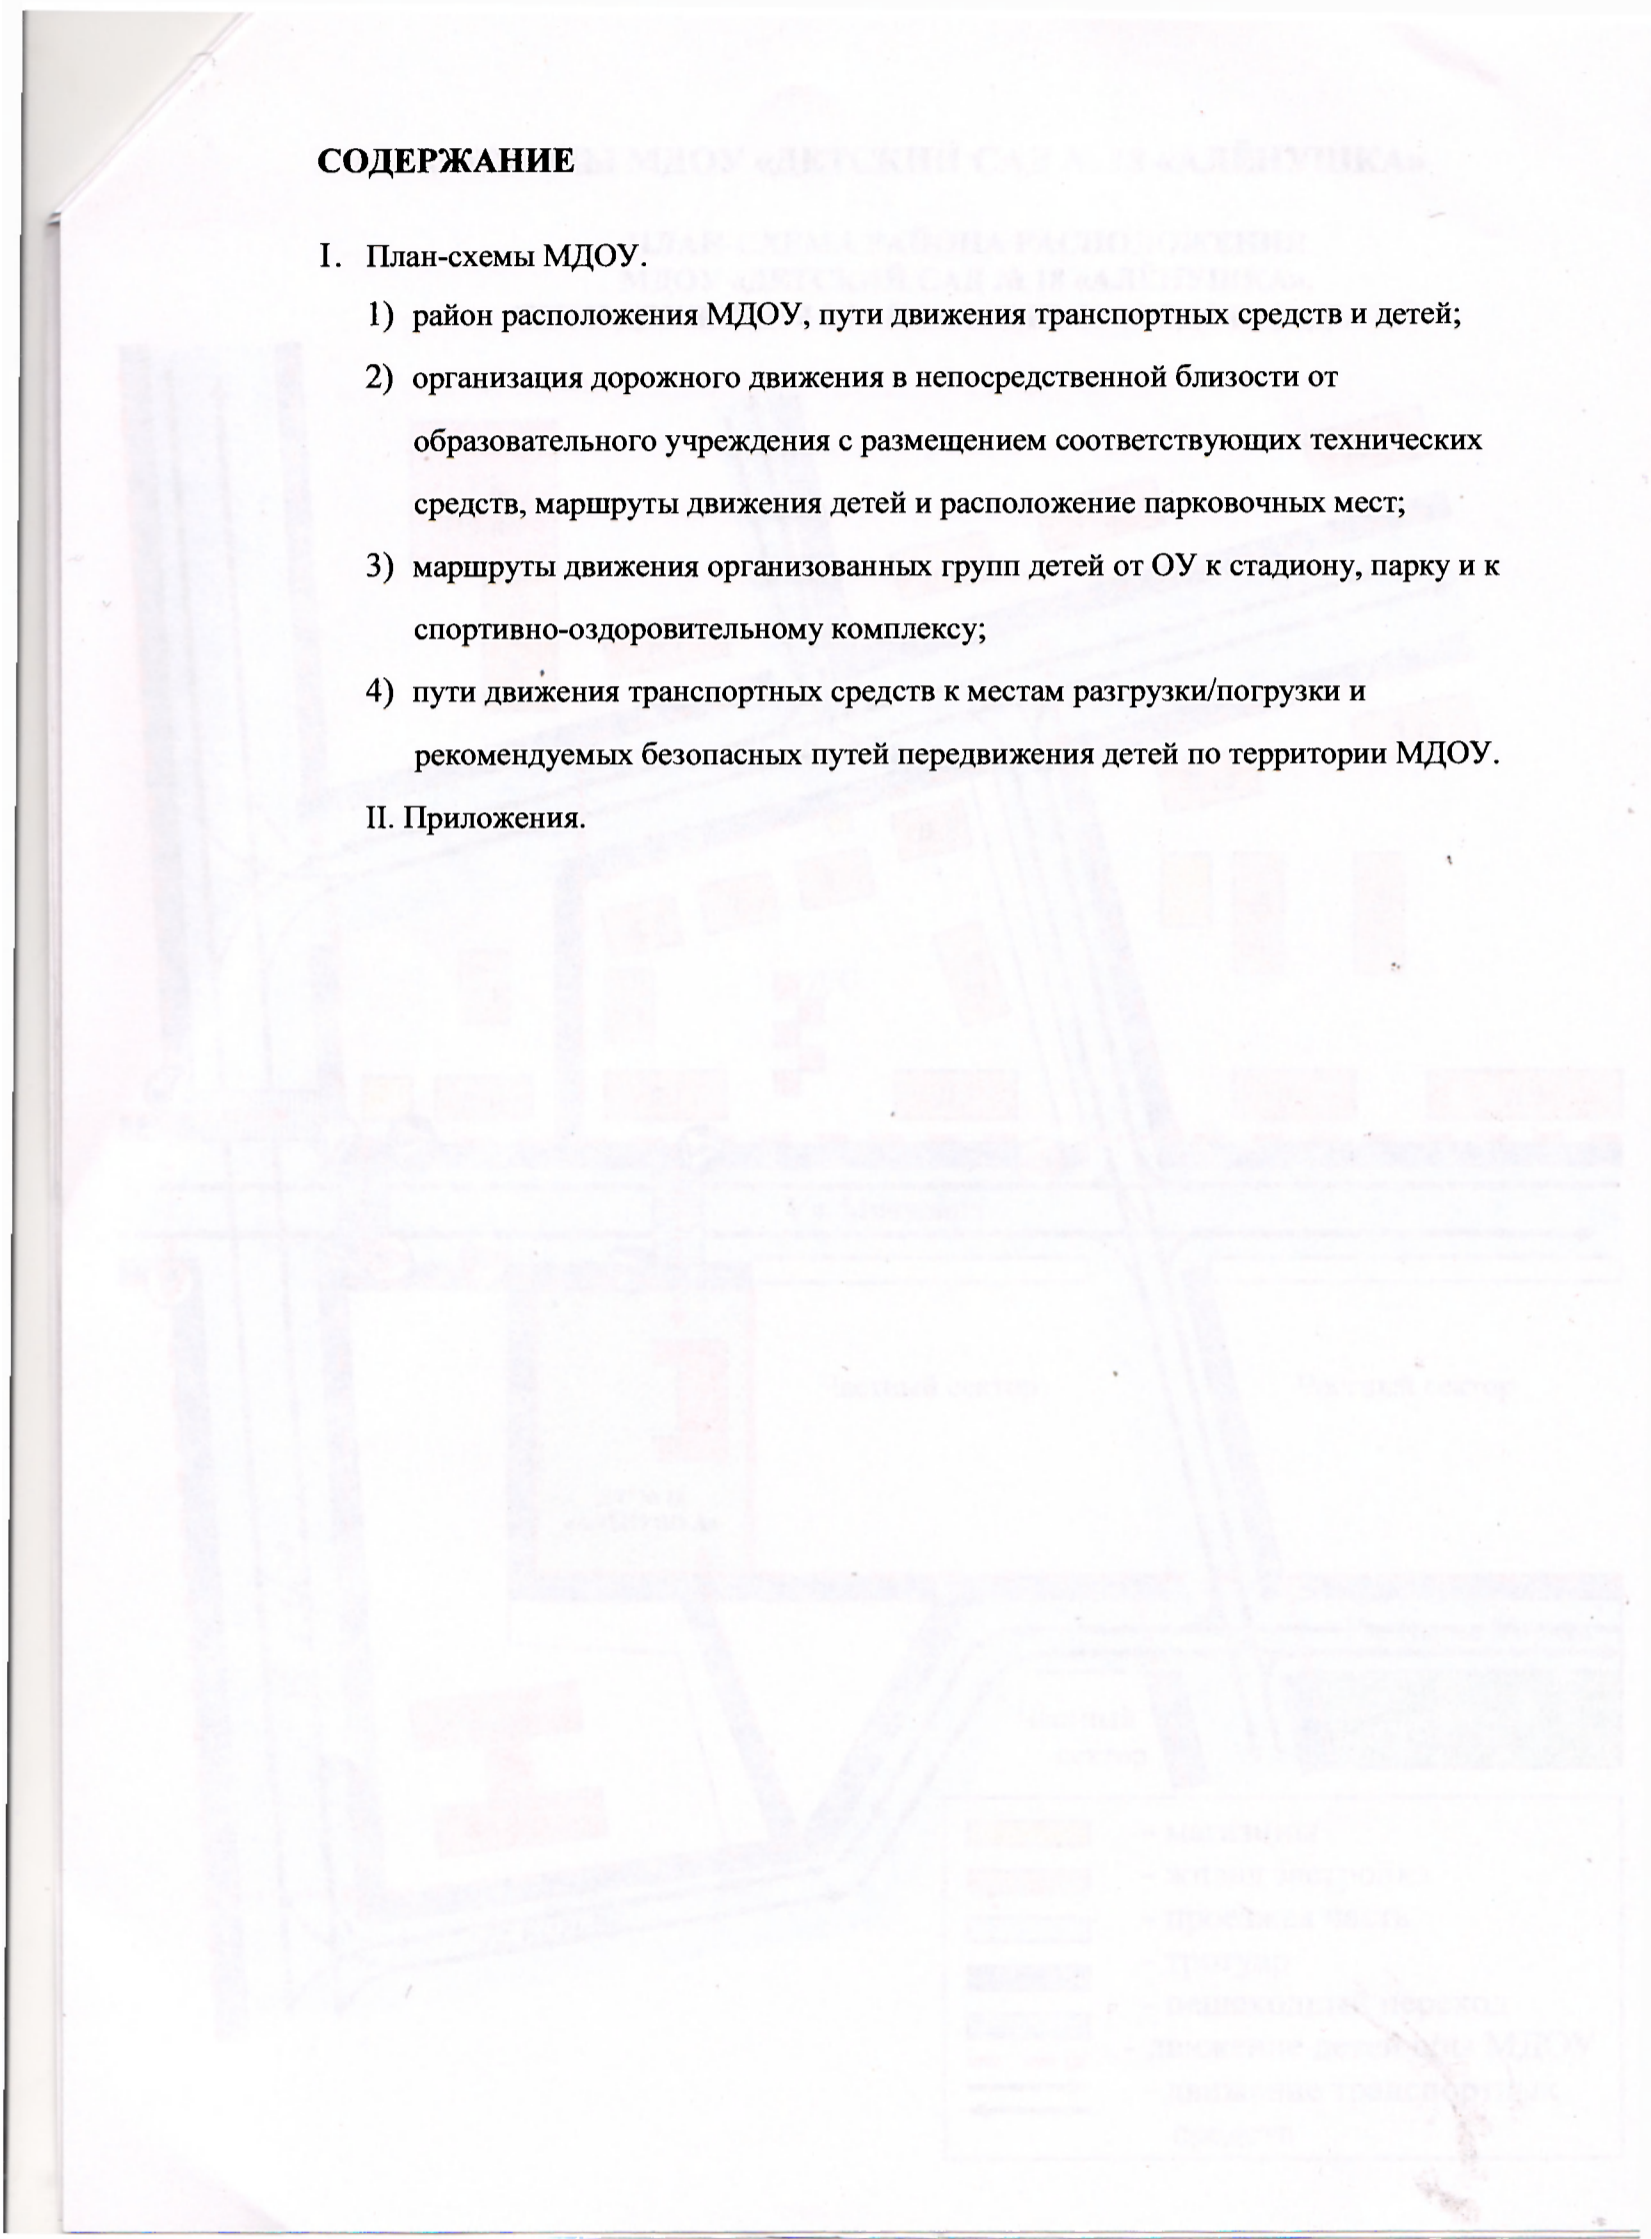 СОДЕРЖАНИЕ
I. План-схемы МДОУ.
1) район расположения МДОУ, пути движения транспортных средств и детей;
2) организация дорожного движения в непосредственной близости от
образовательного учреждения с размещением соответствующих технических
средств, маршруты движения детей и расположение парковочных мест;
3) маршруты движения организованных групп детей от ОУ к стадиону, парку и к
спортивно-оздоровительному комплексу;
4) пути движения транспортных средств к местам разгрузки/погрузки и
рекомендуемых безопасных путей передвижения детей по территории МДОУ.
II. Приложения.